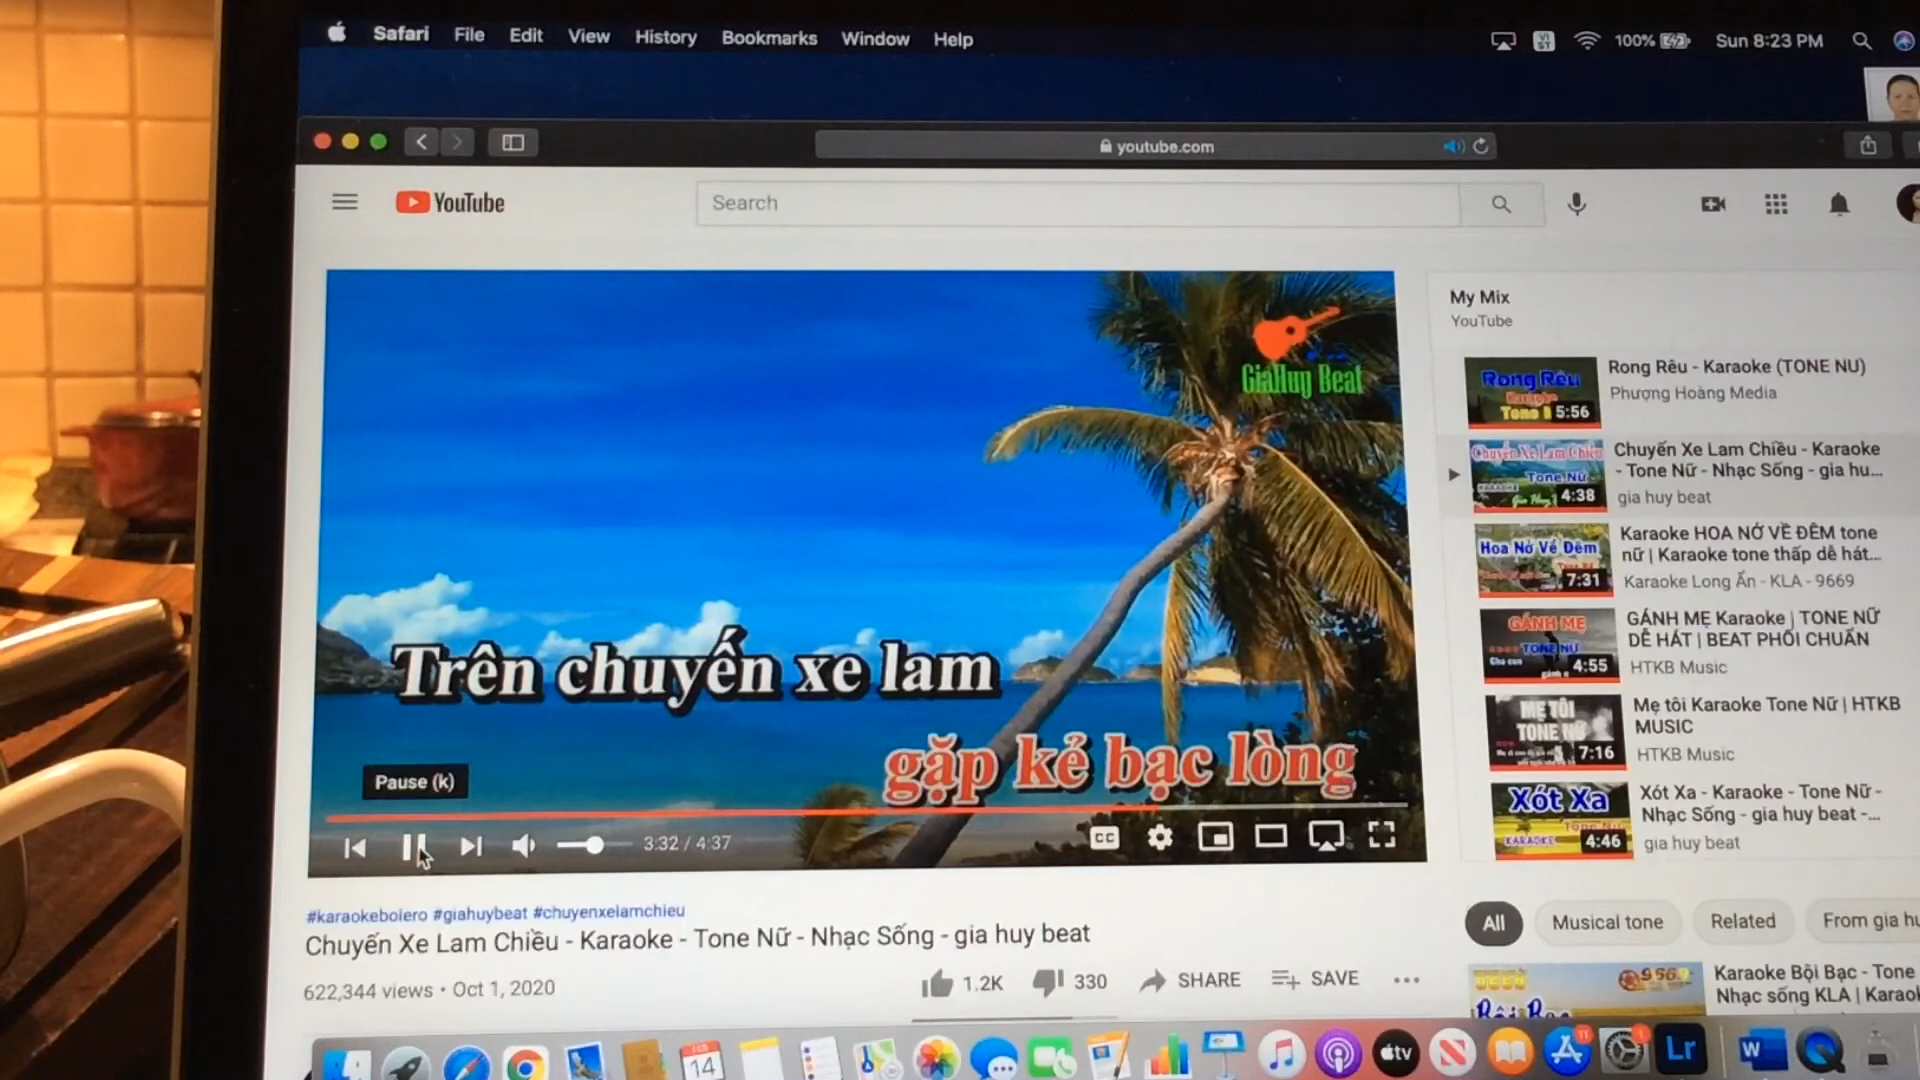 Safari File Edit View History Bookmarks Window Help
100% Sun 8:23 PM
youtube.com
YouTube
Search
GiaHuy Beat
Trên chuyến xe lam
gặp kẻ bạc lòng
Pause (k)
3:32 / 4:37
CC
#karaokebolero #giahuybeat #chuyenxelamchieu
Chuyến Xe Lam Chiều - Karaoke - Tone Nữ - Nhạc Sống - gia huy beat
622,344 views • Oct 1, 2020
1.2K 330 SHARE SAVE
My Mix
YouTube
Rong Rêu
Karaoke
5:56
Rong Rêu - Karaoke (TONE NU)
Phượng Hoàng Media
Chuyến Xe Lam Chiều
Tone Nữ
KARAOKE
4:38
Chuyến Xe Lam Chiều - Karaoke
- Tone Nữ - Nhạc Sống - gia hu...
gia huy beat
Hoa Nở Về Đêm
7:31
Karaoke HOA NỞ VỀ ĐÊM tone
nữ | Karaoke tone thấp dễ hát...
Karaoke Long Ẩn - KLA - 9669
GÁNH MẸ
TONE NỮ
4:55
GÁNH MẸ Karaoke | TONE NỮ
DỄ HÁT | BEAT PHỐI CHUẨN
HTKB Music
MẸ TÔI
TONE NỮ
7:16
Mẹ tôi Karaoke Tone Nữ | HTKB
MUSIC
HTKB Music
Xót Xa
Tone Nữ
KARAOKE
4:46
Xót Xa - Karaoke - Tone Nữ -
Nhạc Sống - gia huy beat -...
gia huy beat
All Musical tone Related From gia hu
Karaoke Bội Bạc - Tone
Nhạc sống KLA | Karaok
FEB
14
tv
11
1
Lr
W